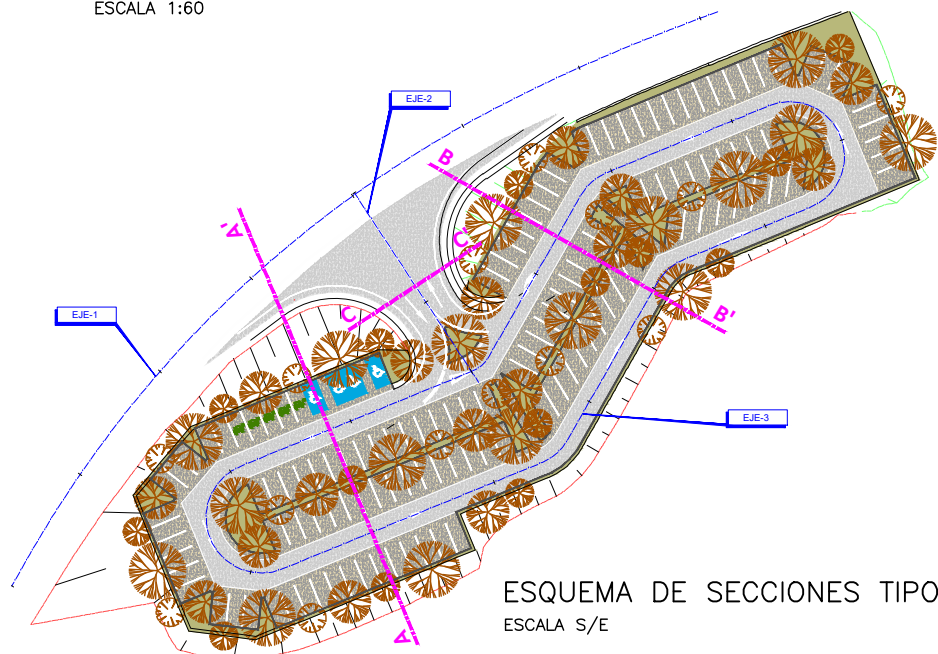 ESCALA 1:60
EJE-2
B
A'
C'
EJE-1
C
B'
EJE-3
A
ESQUEMA DE SECCIONES TIPO
ESCALA S/E